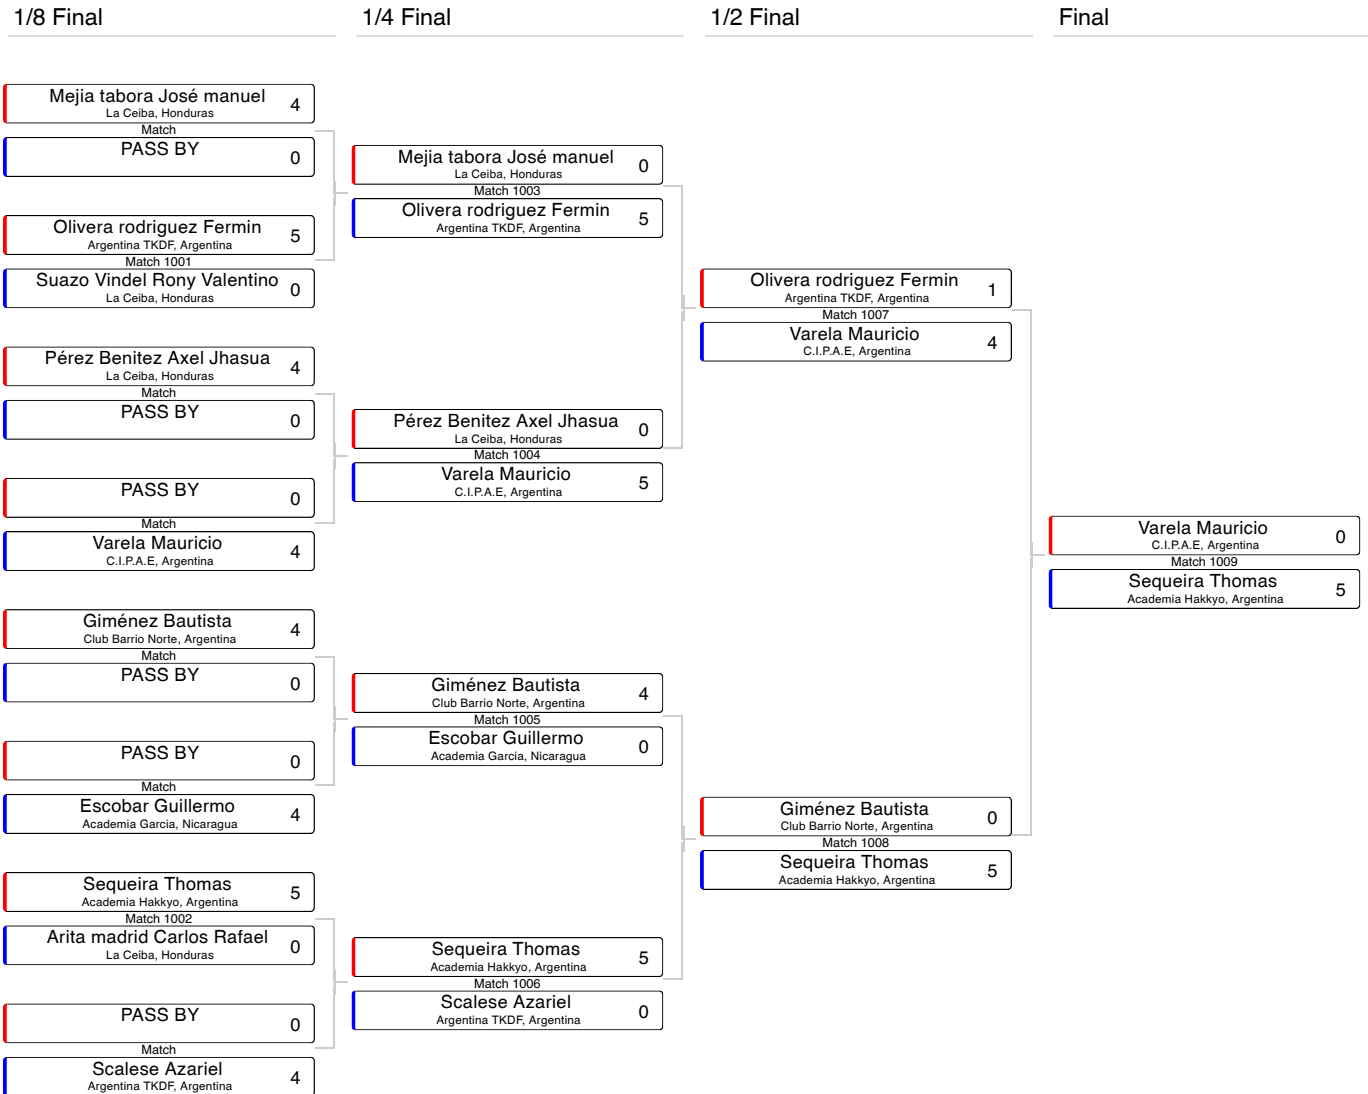 1/8 Final
1/4 Final
1/2 Final
Final
Mejia tabora José manuel 4
La Ceiba, Honduras
Match
PASS BY 0
Olivera rodriguez Fermin 5
Argentina TKDF, Argentina
Match 1001
Suazo Vindel Rony Valentino 0
La Ceiba, Honduras
Pérez Benitez Axel Jhasua 4
La Ceiba, Honduras
Match
PASS BY 0
PASS BY 0
Match
Varela Mauricio 4
C.I.P.A.E, Argentina
Giménez Bautista 4
Club Barrio Norte, Argentina
Match
PASS BY 0
PASS BY 0
Match
Escobar Guillermo 4
Academia Garcia, Nicaragua
Sequeira Thomas 5
Academia Hakkyo, Argentina
Match 1002
Arita madrid Carlos Rafael 0
La Ceiba, Honduras
PASS BY 0
Match
Scalese Azariel 4
Argentina TKDF, Argentina
Mejia tabora José manuel 0
La Ceiba, Honduras
Match 1003
Olivera rodriguez Fermin 5
Argentina TKDF, Argentina
Pérez Benitez Axel Jhasua 0
La Ceiba, Honduras
Match 1004
Varela Mauricio 5
C.I.P.A.E, Argentina
Giménez Bautista 4
Club Barrio Norte, Argentina
Match 1005
Escobar Guillermo 0
Academia Garcia, Nicaragua
Sequeira Thomas 5
Academia Hakkyo, Argentina
Match 1006
Scalese Azariel 0
Argentina TKDF, Argentina
Olivera rodriguez Fermin 1
Argentina TKDF, Argentina
Match 1007
Varela Mauricio 4
C.I.P.A.E, Argentina
Giménez Bautista 0
Club Barrio Norte, Argentina
Match 1008
Sequeira Thomas 5
Academia Hakkyo, Argentina
Varela Mauricio 0
C.I.P.A.E, Argentina
Match 1009
Sequeira Thomas 5
Academia Hakkyo, Argentina